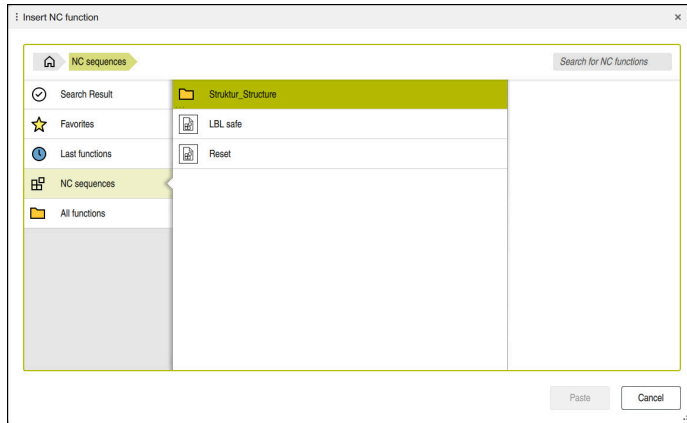 Insert NC function
NC sequences
Search for NC functions
Search Result
Favorites
Last functions
NC sequences
All functions
Struktur_Structure
...
LBL safe
Reset
Paste
Cancel